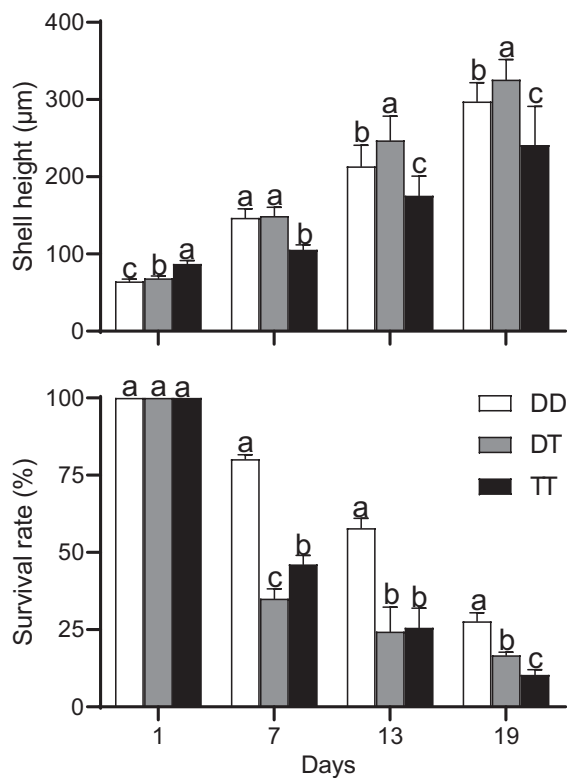 400
300
200
100
0
Shell height (μm)
c b a
a a b
b a c
b a c
100
75
50
25
0
Survival rate (%)
a a a
a c b
a b b
a b c
DD
DT
TT
1 7 13 19
Days